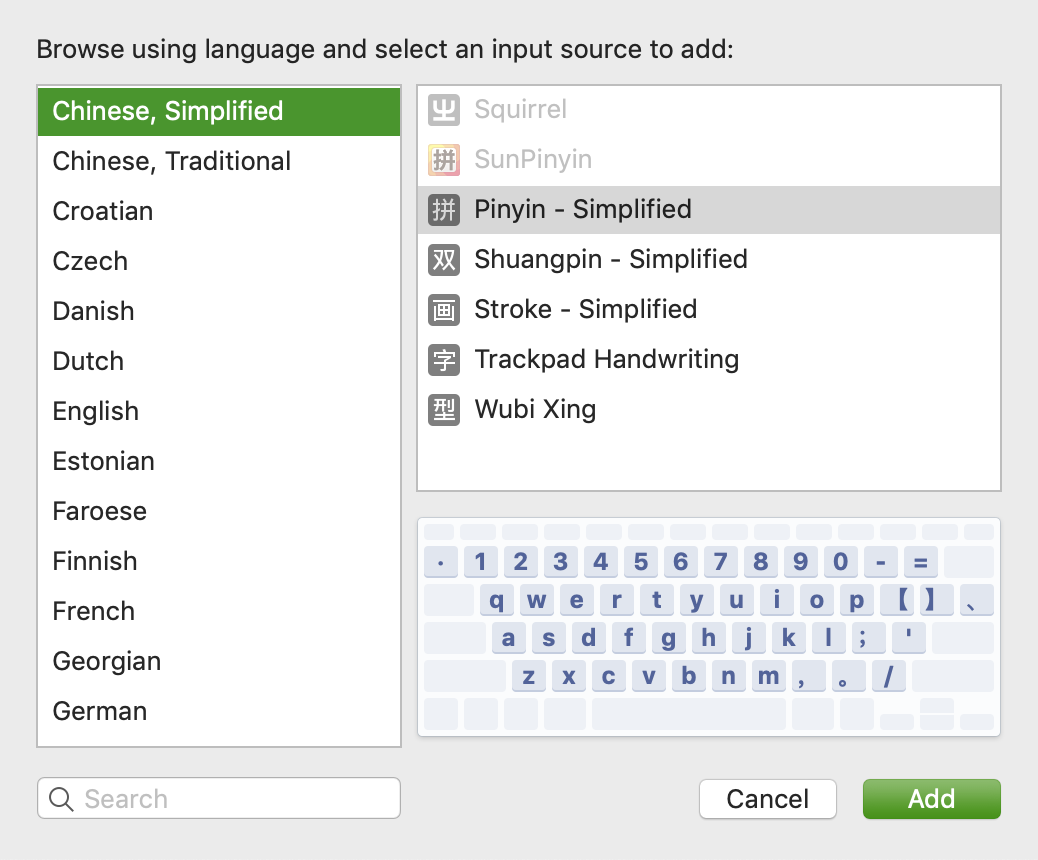 Browse using language and select an input source to add:
Chinese, Simplified
Chinese, Traditional
Croatian
Czech
Danish
Dutch
English
Estonian
Faroese
Finnish
French
Georgian
German
Search
凵 Squirrel
拼 SunPinyin
拼 Pinyin - Simplified
双 Shuangpin - Simplified
画 Stroke - Simplified
字 Trackpad Handwriting
型 Wubi Xing
· 1 2 3 4 5 6 7 8 9 0 - =
q w e r t y u i o p 【 】 、
a s d f g h j k l ; '
z x c v b n m , 。 /
Cancel
Add